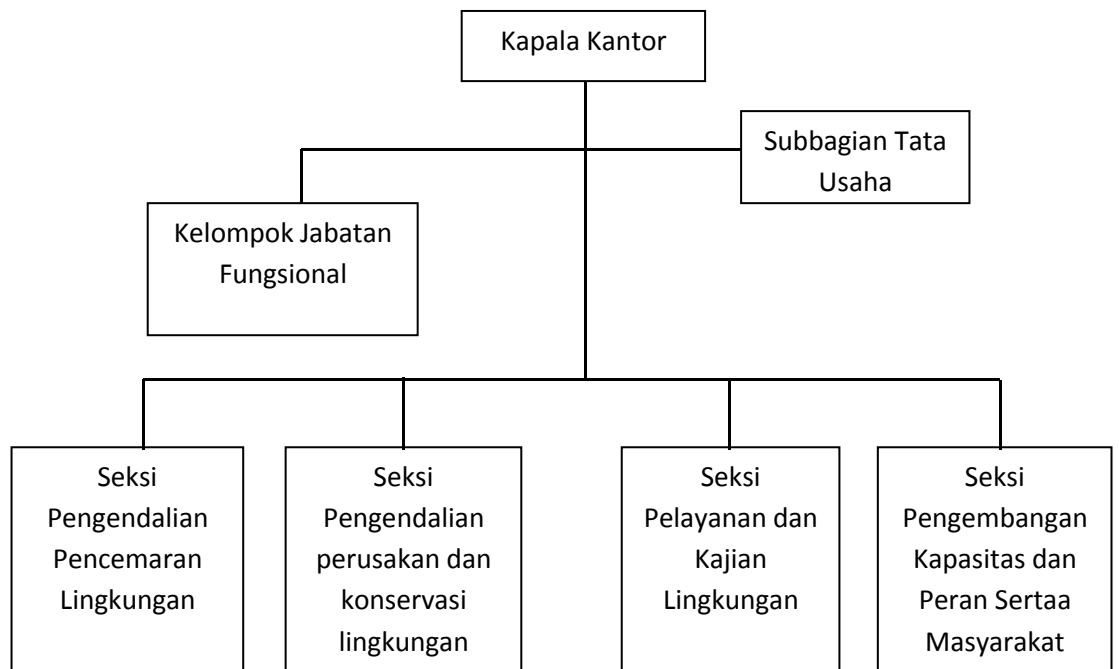 Kapala Kantor
Subbagian Tata
Usaha
Kelompok Jabatan
Fungsional
Seksi
Pengendalian
Pencemaran
Lingkungan
Seksi
Pengendalian
perusakan dan
konservasi
lingkungan
Seksi
Pelayanan dan
Kajian
Lingkungan
Seksi
Pengembangan
Kapasitas dan
Peran Sertaa
Masyarakat